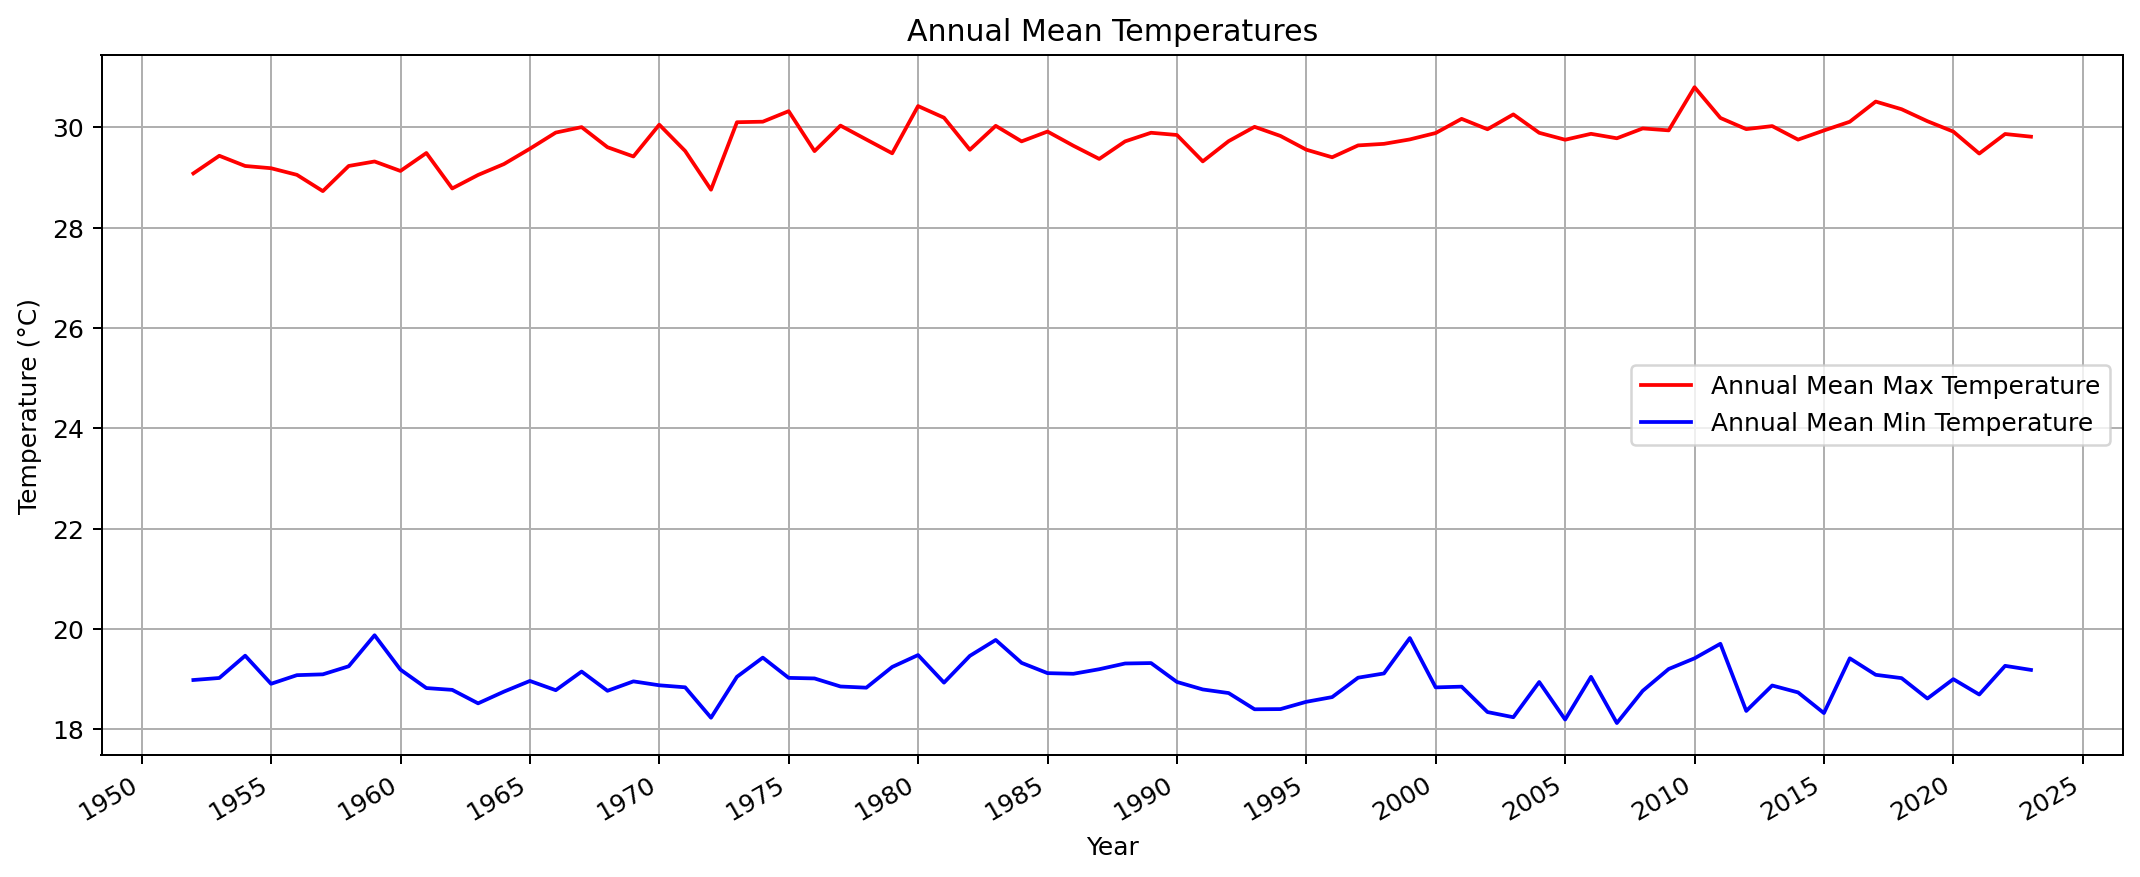 Annual Mean Temperatures
30
28
26
24
22
20
18
Temperature (°C)
Annual Mean Max Temperature
Annual Mean Min Temperature
1950 1955 1960 1965 1970 1975 1980 1985 1990 1995 2000 2005 2010 2015 2020 2025
Year